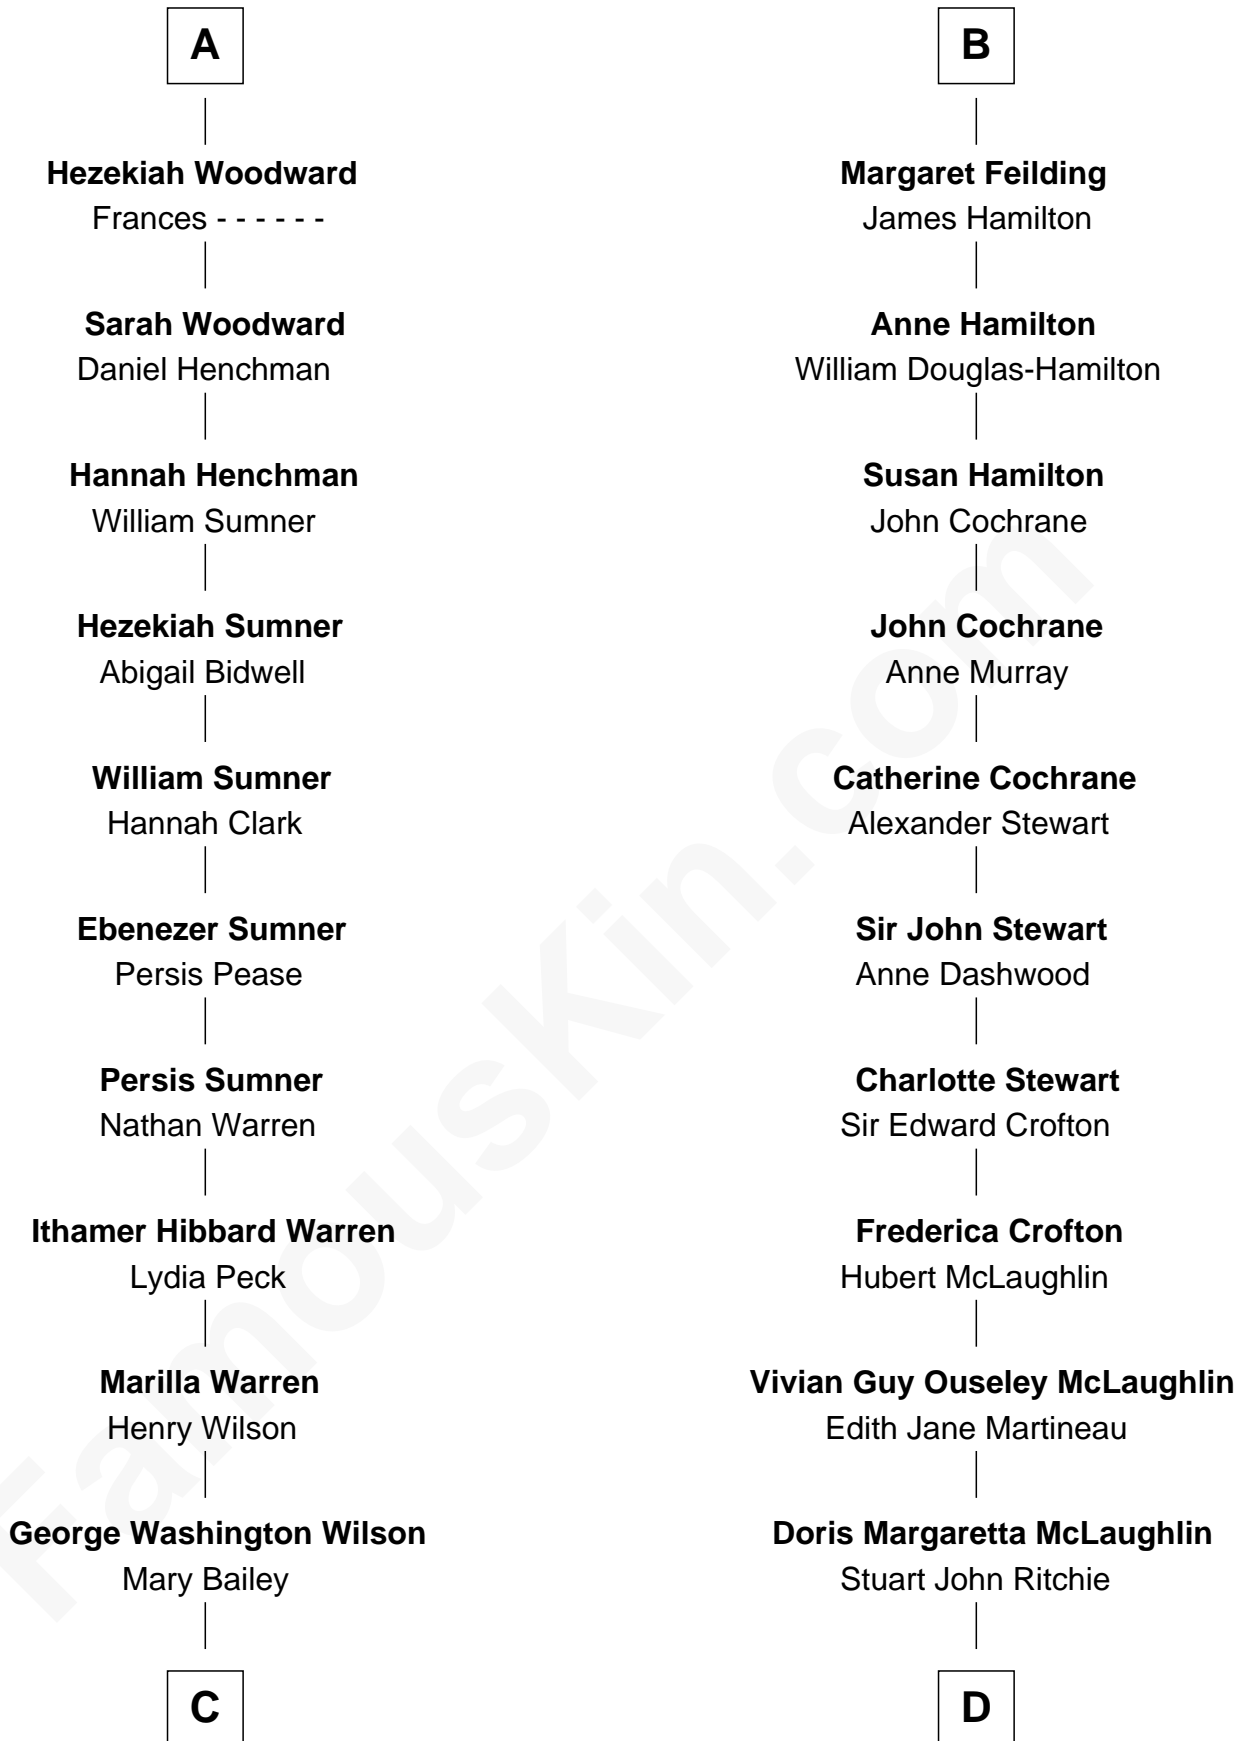 A
Hezekiah Woodward
Frances - - - - - -
Sarah Woodward
Daniel Henchman
Hannah Henchman
William Sumner
Hezekiah Sumner
Abigail Bidwell
William Sumner
Hannah Clark
Ebenezer Sumner
Persis Pease
Persis Sumner
Nathan Warren
Ithamer Hibbard Warren
Lydia Peck
Marilla Warren
Henry Wilson
George Washington Wilson
Mary Bailey
C
B
Margaret Feilding
James Hamilton
Anne Hamilton
William Douglas-Hamilton
Susan Hamilton
John Cochrane
John Cochrane
Anne Murray
Catherine Cochrane
Alexander Stewart
Sir John Stewart
Anne Dashwood
Charlotte Stewart
Sir Edward Crofton
Frederica Crofton
Hubert McLaughlin
Vivian Guy Ouseley McLaughlin
Edith Jane Martineau
Doris Margaretta McLaughlin
Stuart John Ritchie
D
FamousKin.com